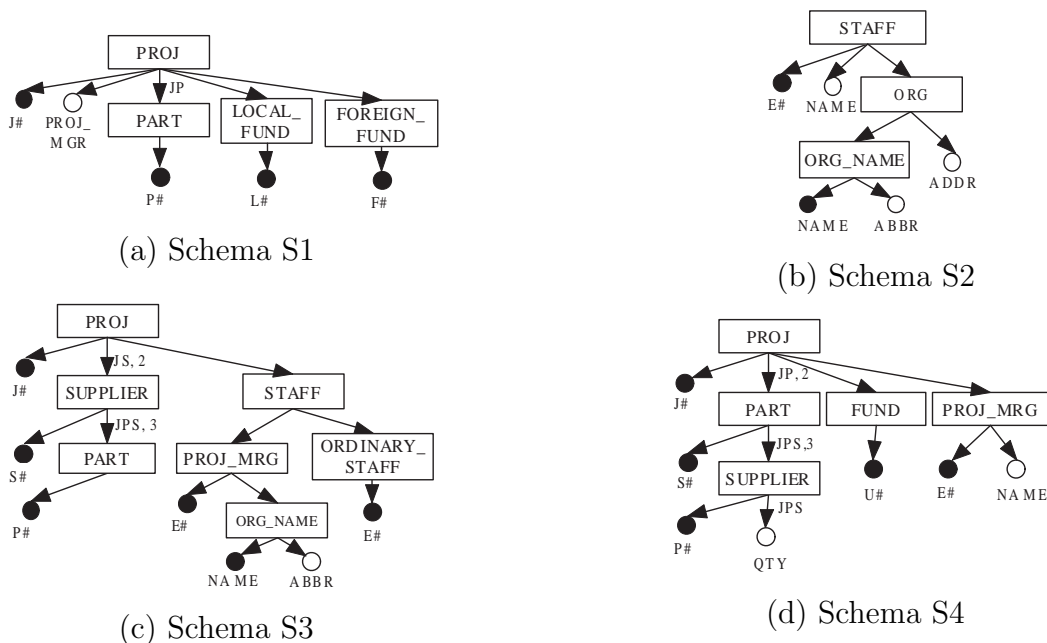 PROJ
JP
J#
PROJ_
MGR
PART
LOCAL_
FUND
FOREIGN_
FUND
P#
L#
F#
(a) Schema S1
STAFF
E#
NAME
ORG
ORG_NAME
ADDR
NAME
ABBR
(b) Schema S2
PROJ
JS, 2
J#
SUPPLIER
STAFF
JPS, 3
S#
PART
PROJ_MRG
ORDINARY_
STAFF
P#
E#
ORG_NAME
E#
NAME
ABBR
(c) Schema S3
PROJ
JP, 2
J#
PART
FUND
PROJ_MRG
JPS,3
S#
SUPPLIER
U#
E#
NAME
JPS
P#
QTY
(d) Schema S4